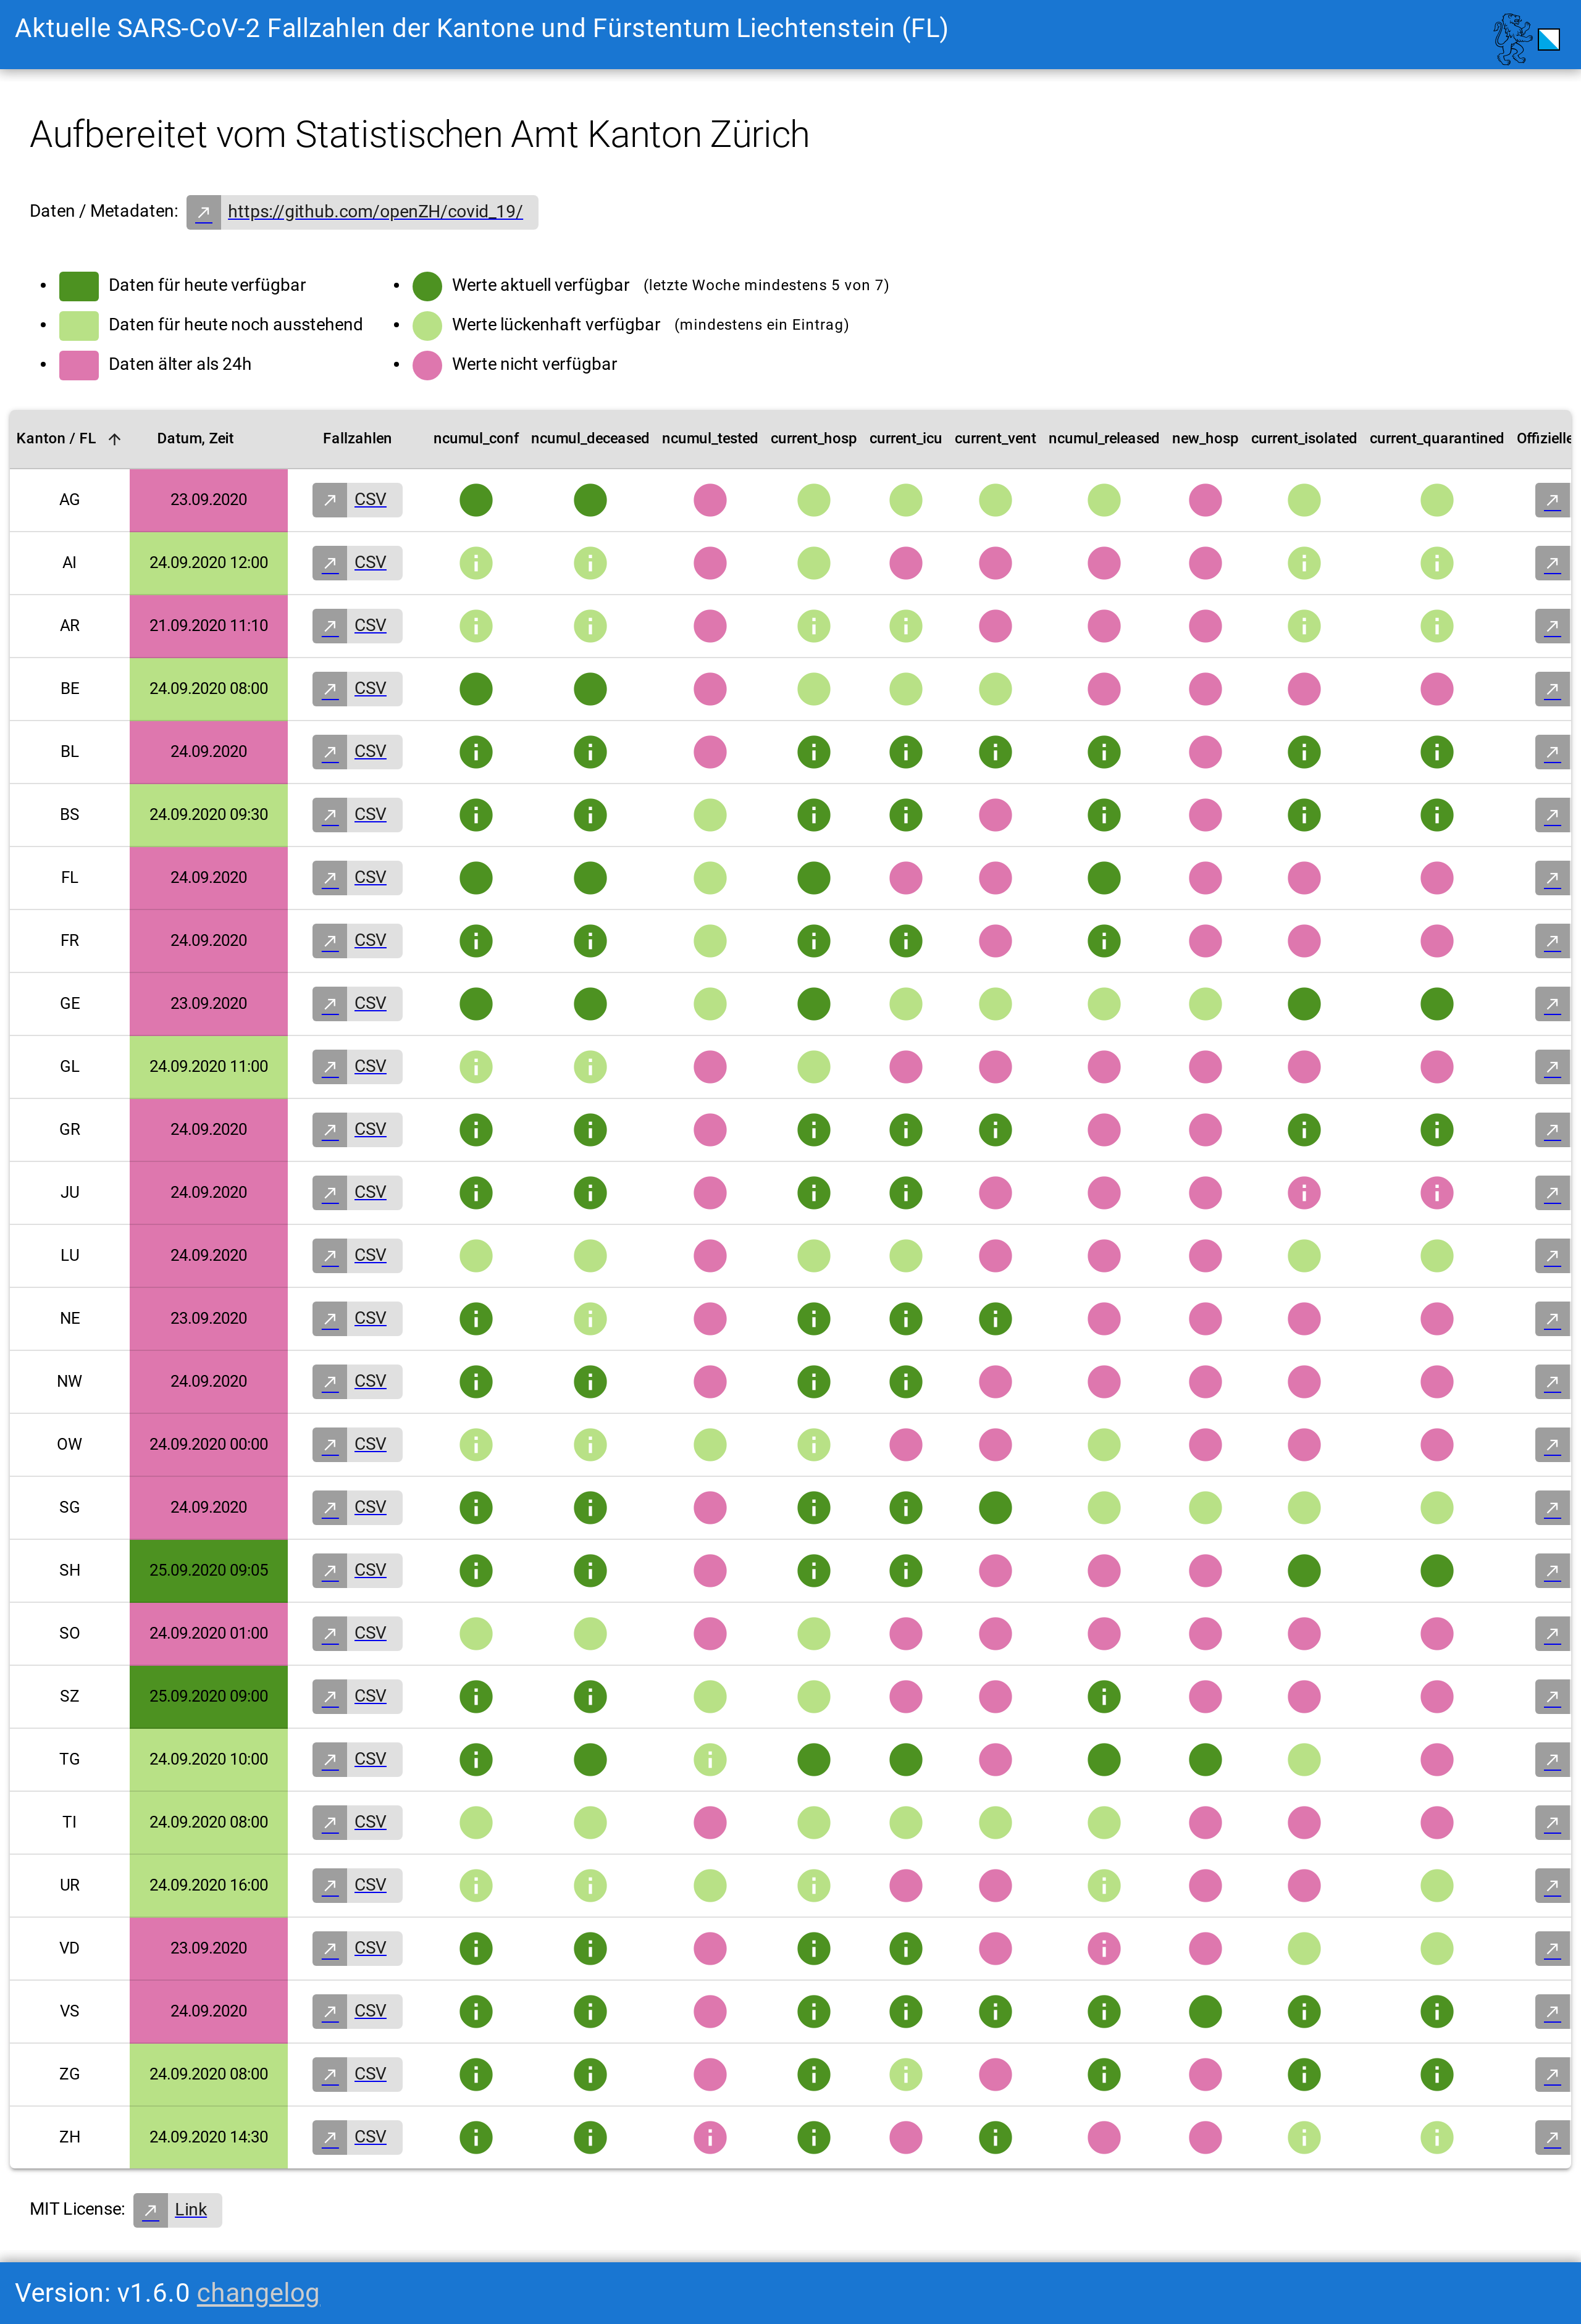 Aktuelle SARS-CoV-2 Fallzahlen der Kantone und Fürstentum Liechtenstein (FL)
Aufbereitet vom Statistischen Amt Kanton Zürich
Daten / Metadaten: https://github.com/openZH/covid_19/
Daten für heute verfügbar
Daten für heute noch ausstehend
Daten älter als 24h
Werte aktuell verfügbar (letzte Woche mindestens 5 von 7)
Werte lückenhaft verfügbar (mindestens ein Eintrag)
Werte nicht verfügbar
Kanton / FL Datum, Zeit Fallzahlen ncumul_conf ncumul_deceased ncumul_tested current_hosp current_icu current_vent ncumul_released new_hosp current_isolated current_quarantined Offizielle
AG 23.09.2020 CSV
AI 24.09.2020 12:00 CSV
AR 21.09.2020 11:10 CSV
BE 24.09.2020 08:00 CSV
BL 24.09.2020 CSV
BS 24.09.2020 09:30 CSV
FL 24.09.2020 CSV
FR 24.09.2020 CSV
GE 23.09.2020 CSV
GL 24.09.2020 11:00 CSV
GR 24.09.2020 CSV
JU 24.09.2020 CSV
LU 24.09.2020 CSV
NE 23.09.2020 CSV
NW 24.09.2020 CSV
OW 24.09.2020 00:00 CSV
SG 24.09.2020 CSV
SH 25.09.2020 09:05 CSV
SO 24.09.2020 01:00 CSV
SZ 25.09.2020 09:00 CSV
TG 24.09.2020 10:00 CSV
TI 24.09.2020 08:00 CSV
UR 24.09.2020 16:00 CSV
VD 23.09.2020 CSV
VS 24.09.2020 CSV
ZG 24.09.2020 08:00 CSV
ZH 24.09.2020 14:30 CSV
MIT License: Link
Version: v1.6.0 changelog